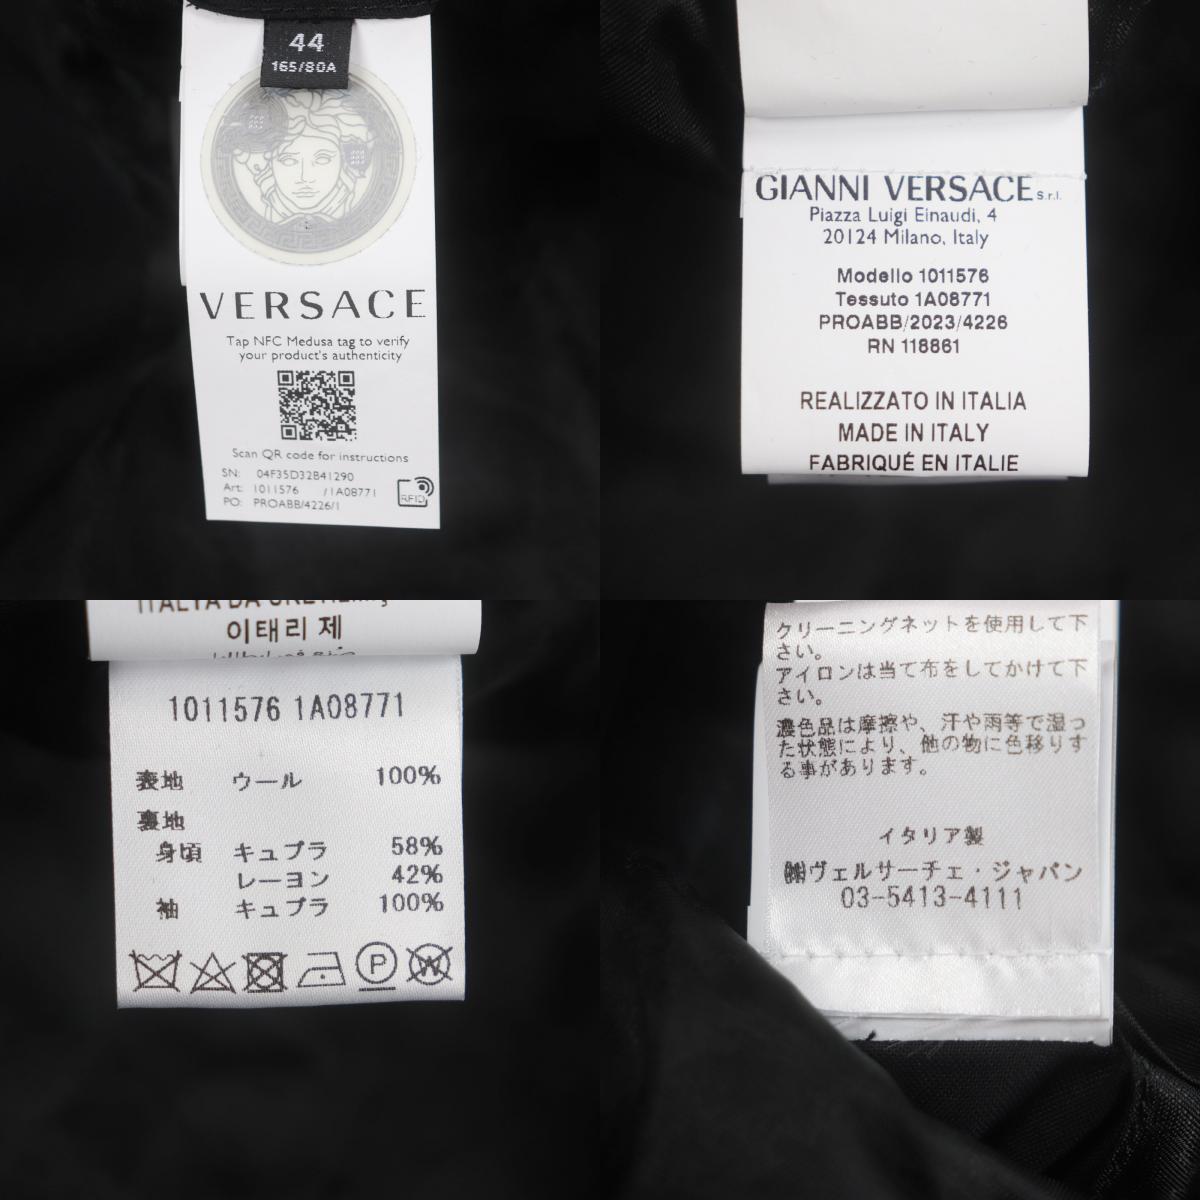 44
165/80A
VERSACE
Tap NFC Medusa tag to verify
your product's authenticity
Scan QR code for instructions
SN: 04F35D32B41290
Art: 1011576 /1A08771
PO: PROABB/4226/1
RFID
GIANNI VERSACE S.r.l.
Piazza Luigi Einaudi, 4
20124 Milano, Italy
Modello 1011576
Tessuto 1A08771
PROABB/2023/4226
RN 118861
REALIZZATO IN ITALIA
MADE IN ITALY
FABRIQUÉ EN ITALIE
이태리 제
1011576 1A08771
表地 ウール 100%
裏地
身頃 キュプラ 58%
レーヨン 42%
袖 キュプラ 100%
P W
クリーニングネットを使用して下
さい。
アイロンは当て布をしてかけて下
さい。
濃色品は摩擦や、汗や雨等で湿っ
た状態により、他の物に色移りす
る事があります。
イタリア製
㈱ヴェルサーチェ・ジャパン
03-5413-4111